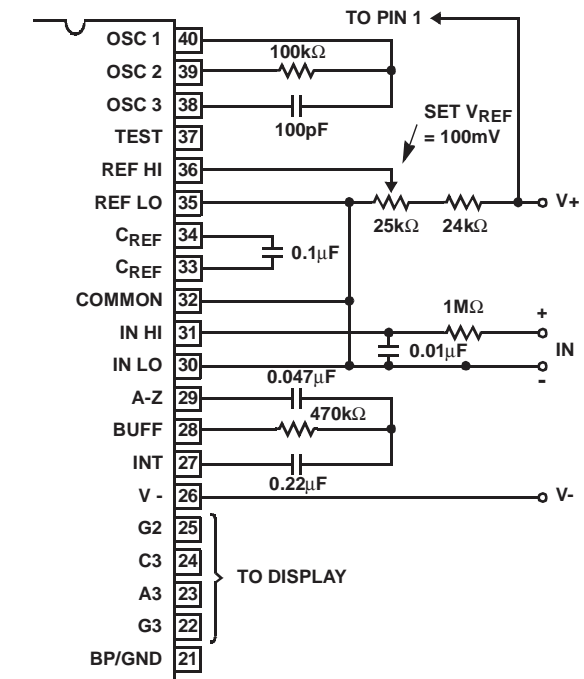 TO PIN 1
OSC 1 40
100kΩ
OSC 2 39
OSC 3 38
100pF
SET VREF
= 100mV
TEST 37
REF HI 36
REF LO 35
V+
25kΩ 24kΩ
CREF 34
0.1μF
CREF 33
COMMON 32
1MΩ
+
IN HI 31
0.01μF
IN
IN LO 30
-
0.047μF
A-Z 29
470kΩ
BUFF 28
INT 27
0.22μF
V - 26
V-
G2 25
C3 24
TO DISPLAY
A3 23
G3 22
BP/GND 21